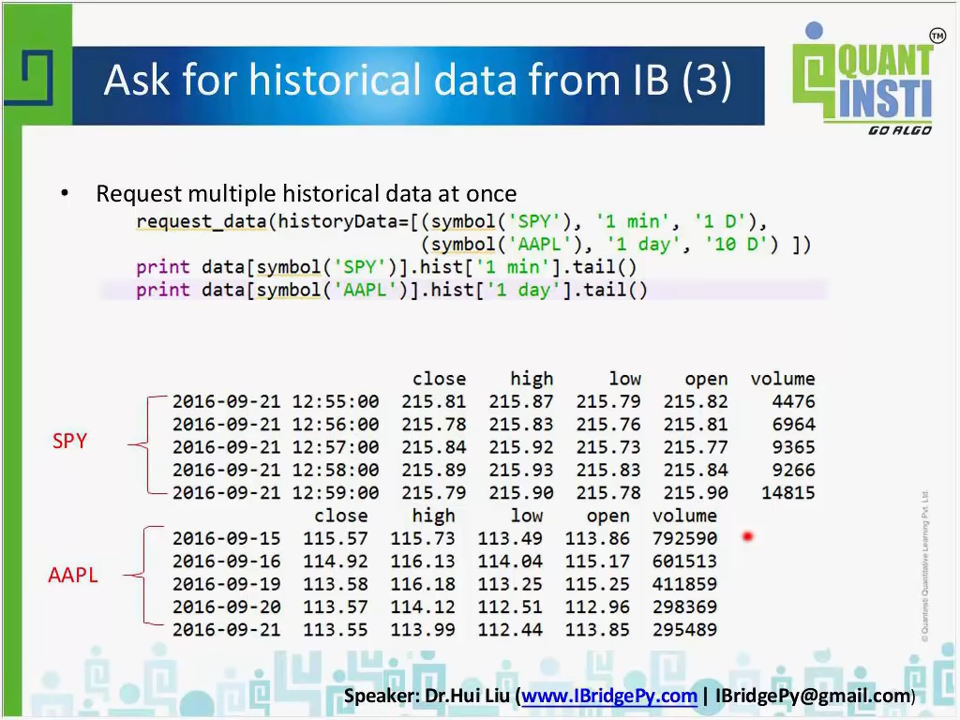 Ask for historical data from IB (3)
QUANT
INSTI
TM
GO ALGO
• Request multiple historical data at once
request_data(historyData=[(symbol('SPY'), '1 min', '1 D'),
(symbol('AAPL'), '1 day', '10 D') ])
print data[symbol('SPY')].hist['1 min'].tail()
print data[symbol('AAPL')].hist['1 day'].tail()
close high low open volume
2016-09-21 12:55:00 215.81 215.87 215.79 215.82 4476
2016-09-21 12:56:00 215.78 215.83 215.76 215.81 6964
SPY
2016-09-21 12:57:00 215.84 215.92 215.73 215.77 9365
2016-09-21 12:58:00 215.89 215.93 215.83 215.84 9266
2016-09-21 12:59:00 215.79 215.90 215.78 215.90 14815
close high low open volume
2016-09-15 115.57 115.73 113.49 113.86 792590
2016-09-16 114.92 116.13 114.04 115.17 601513
AAPL
2016-09-19 113.58 116.18 113.25 115.25 411859
2016-09-20 113.57 114.12 112.51 112.96 298369
2016-09-21 113.55 113.99 112.44 113.85 295489
© Quantinsti Quantitative Learning Pvt. Ltd.
Speaker: Dr.Hui Liu (www.IBridgePy.com | IBridgePy@gmail.com)